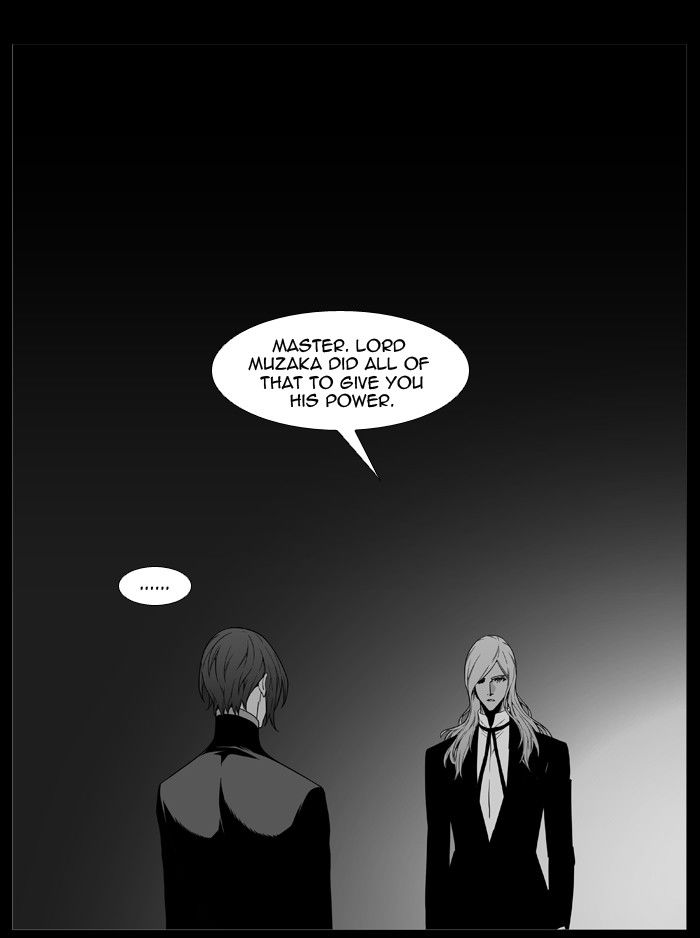 MASTER. LORD
MUZAKA DID ALL OF
THAT TO GIVE YOU
HIS POWER.
......